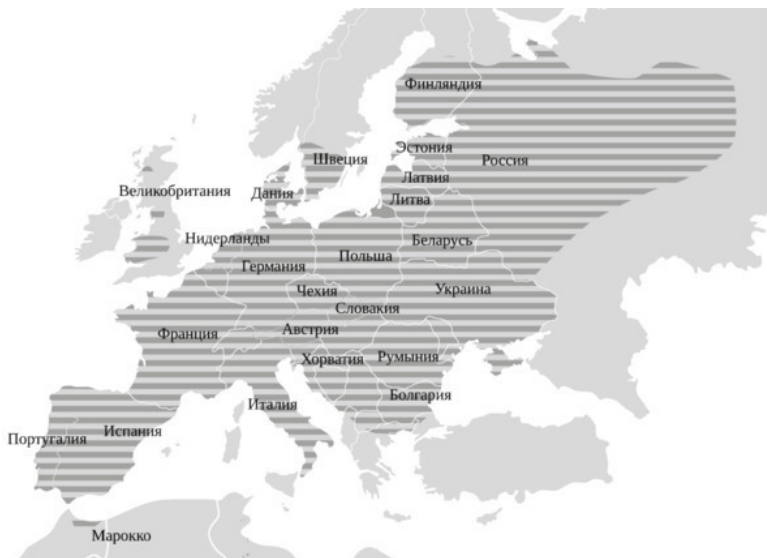 Финляндия
Эстония
Швеция
Россия
Латвия
Великобритания
Дания
Литва
Нидерланды
Беларусь
Польша
Германия
Чехия
Украина
Словакия
Франция
Австрия
Хорватия
Румыния
Болгария
Италия
Испания
Португалия
Марокко